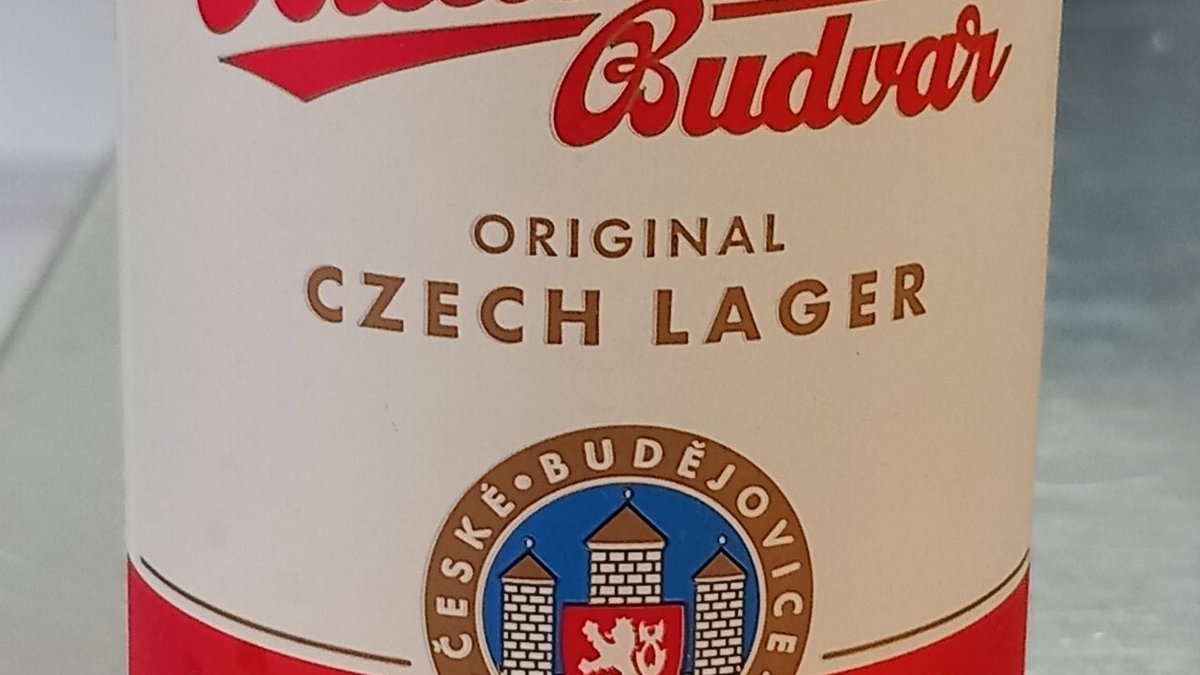 Budvar
ORIGINAL
CZECH LAGER
ČESKÉ • BUDĚJOVICE